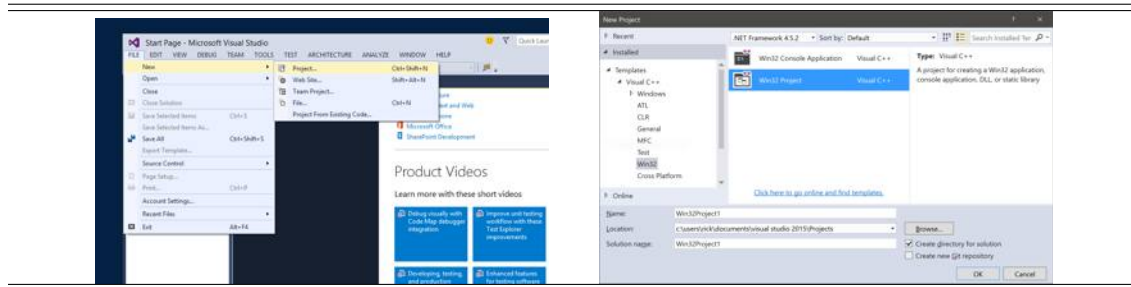 Start Page - Microsoft Visual Studio
Quick Laun
FILE EDIT VIEW DEBUG TEAM TOOLS TEST ARCHITECTURE ANALYZE WINDOW HELP
New
Open
Close
Close Solution
Save Selected Items Ctrl+S
Save Selected Items As...
Save All Ctrl+Shift+S
Export Template...
Source Control
Page Setup...
Print... Ctrl+P
Account Settings...
Recent Files
Exit Alt+F4
Project... Ctrl+Shift+N
Web Site... Shift+Alt+N
Team Project...
File... Ctrl+N
Project From Existing Code...
Microsoft Office
SharePoint Development
Product Videos
Learn more with these short videos
Debug visually with
Code Map debugger
integration
Improve unit testing
workflow with these
Test Explorer
improvements
Developing, testing,
and production
Enhanced features
for testing software
New Project
Recent
Installed
Templates
Visual C++
Windows
ATL
CLR
General
MFC
Test
Win32
Cross Platform
Online
.NET Framework 4.5.2 Sort by: Default
Win32 Console Application Visual C++
Win32 Project Visual C++
Click here to go online and find templates.
Search Installed
Type: Visual C++
A project for creating a Win32 application,
console application, DLL, or static library
Name: Win32Project1
Location: c:\users\nick\documents\visual studio 2015\Projects
Solution name: Win32Project1
Browse...
Create directory for solution
Create new Git repository
OK Cancel